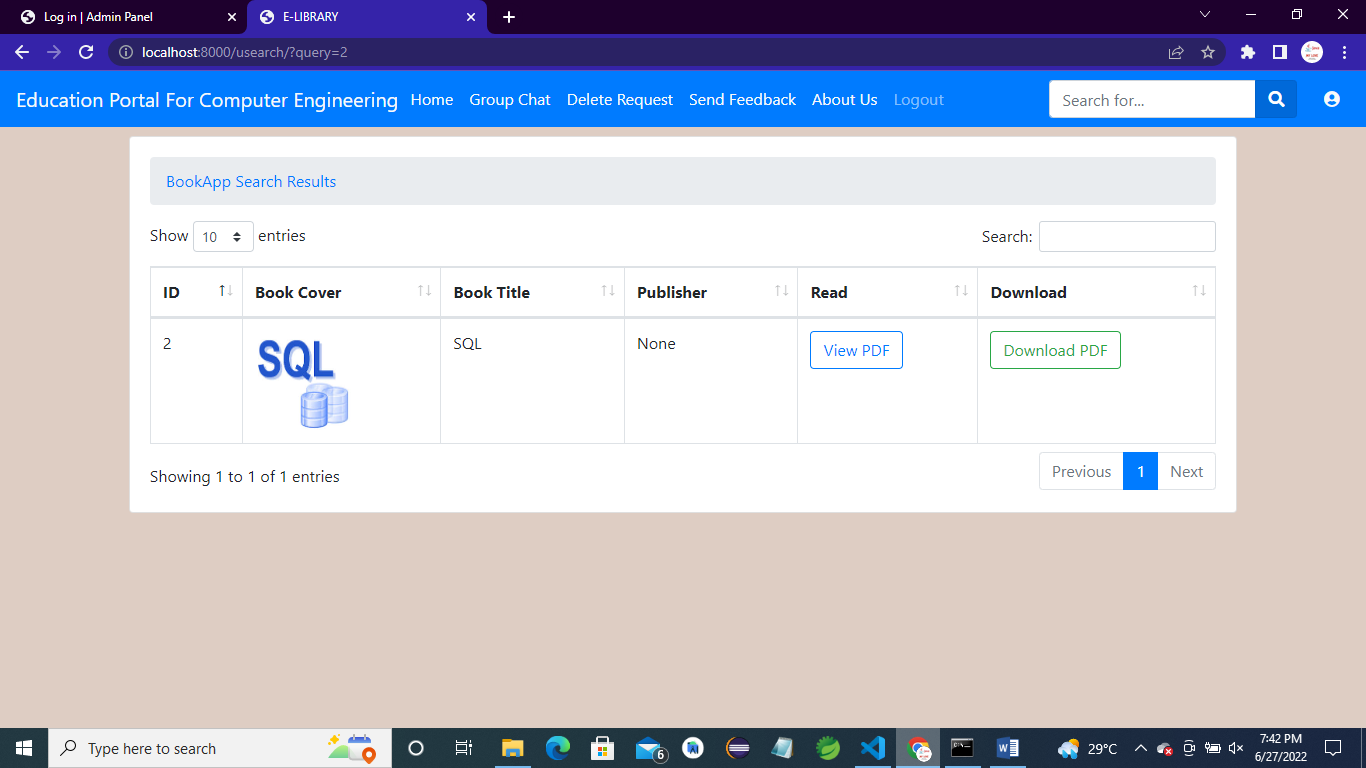 Log in | Admin Panel
E-LIBRARY
localhost:8000/usearch/?query=2
Education Portal For Computer Engineering Home Group Chat Delete Request Send Feedback About Us Logout Search for...
BookApp Search Results
Show 10 entries Search:
ID Book Cover Book Title Publisher Read Download
2 SQL SQL None View PDF Download PDF
Showing 1 to 1 of 1 entries Previous 1 Next
Type here to search 6 29°C 7:42 PM
6/27/2022